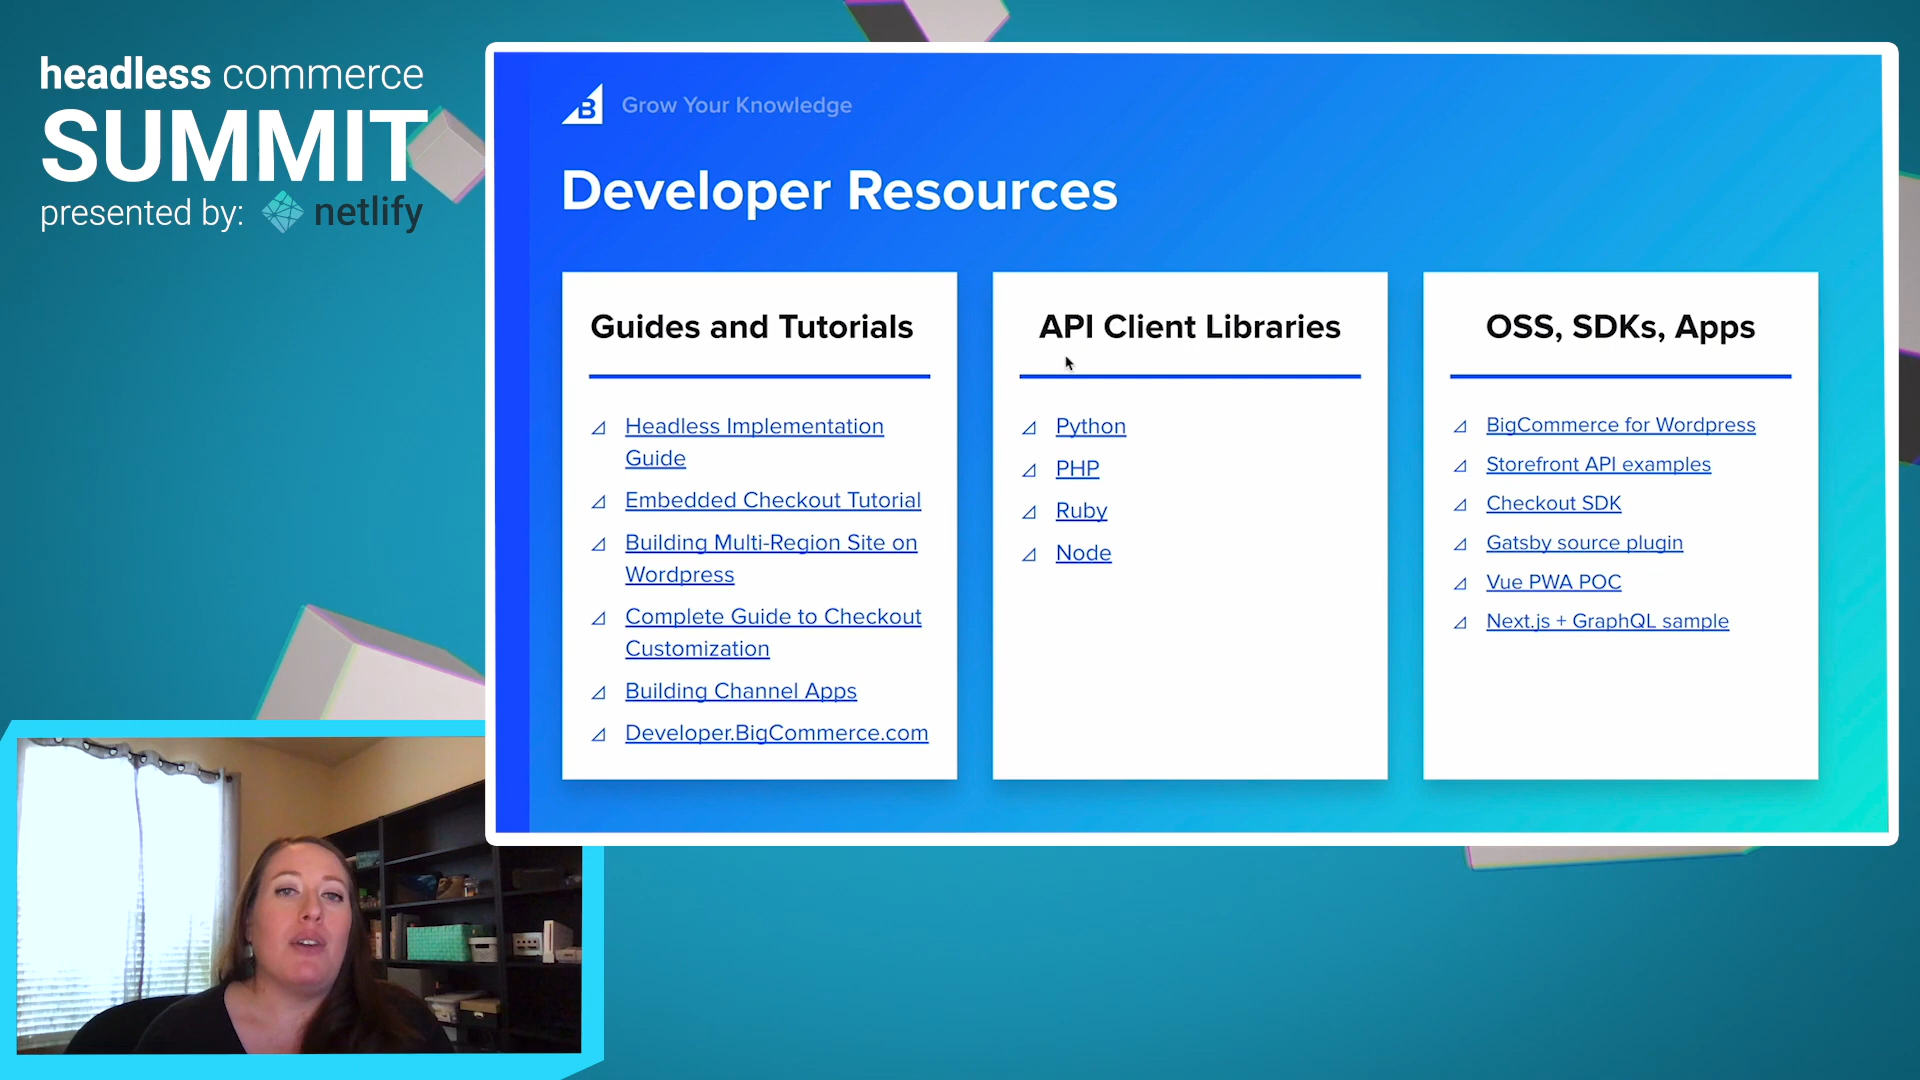 headless commerce
SUMMIT
presented by: netlify
B
Grow Your Knowledge
Developer Resources
Guides and Tutorials
Headless Implementation
Guide
Embedded Checkout Tutorial
Building Multi-Region Site on
Wordpress
Complete Guide to Checkout
Customization
Building Channel Apps
Developer.BigCommerce.com
API Client Libraries
Python
PHP
Ruby
Node
OSS, SDKs, Apps
BigCommerce for Wordpress
Storefront API examples
Checkout SDK
Gatsby source plugin
Vue PWA POC
Next.js + GraphQL sample